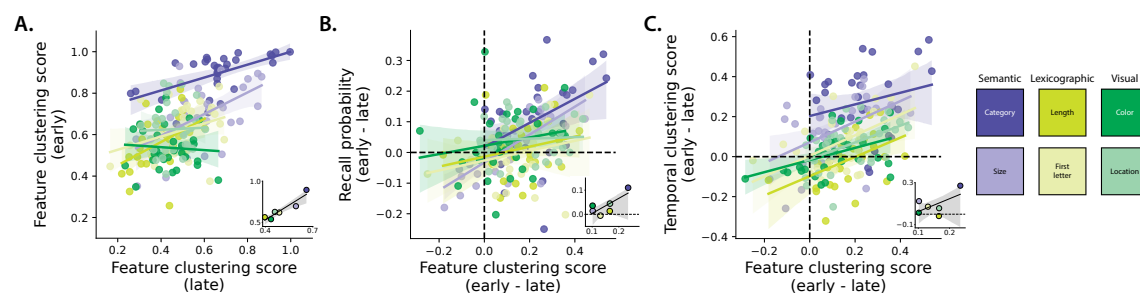 A.
Feature clustering score
(early)
1.0
0.8
0.6
0.4
0.2
0.2
0.4
0.6
0.8
1.0
Feature clustering score
(late)
1.0
0.5
0.4
0.7
B.
Recall probability
(early - late)
0.4
0.3
0.2
0.1
0.0
−0.1
−0.2
−0.2
0.0
0.2
0.4
Feature clustering score
(early - late)
0.1
0.0
0.1
0.2
C.
Temporal clustering score
(early - late)
0.6
0.4
0.2
0.0
−0.2
−0.4
−0.2
0.0
0.2
0.4
Feature clustering score
(early - late)
0.3
−0.1
0.1
0.2
Semantic Lexicographic Visual
Category Length Color
Size First
letter Location